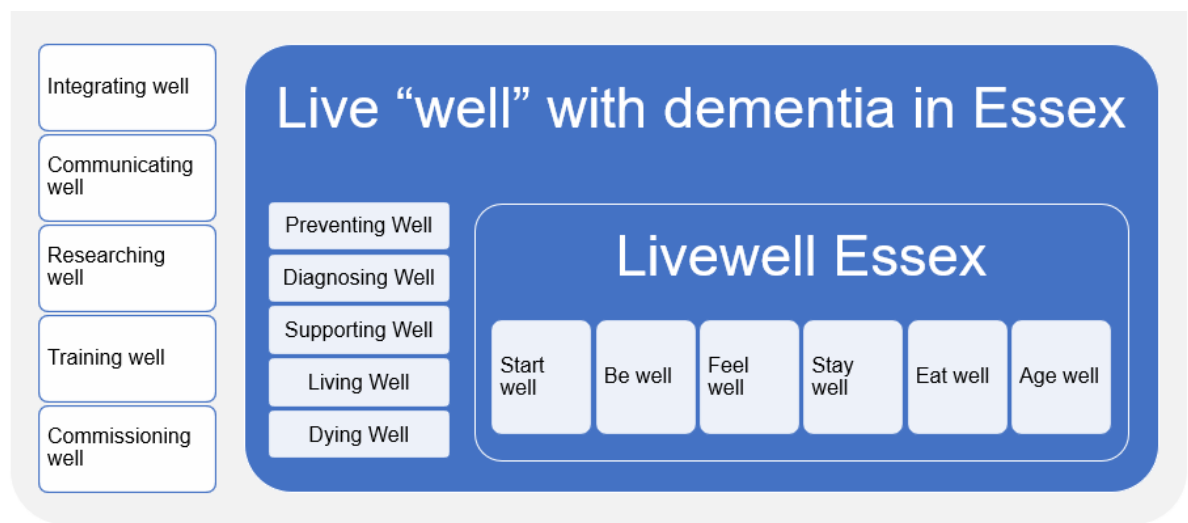 Integrating well
Communicating
well
Researching
well
Training well
Commissioning
well
Live “well” with dementia in Essex
Preventing Well
Diagnosing Well
Supporting Well
Living Well
Dying Well
Livewell Essex
Start
well
Be well
Feel
well
Stay
well
Eat well
Age well